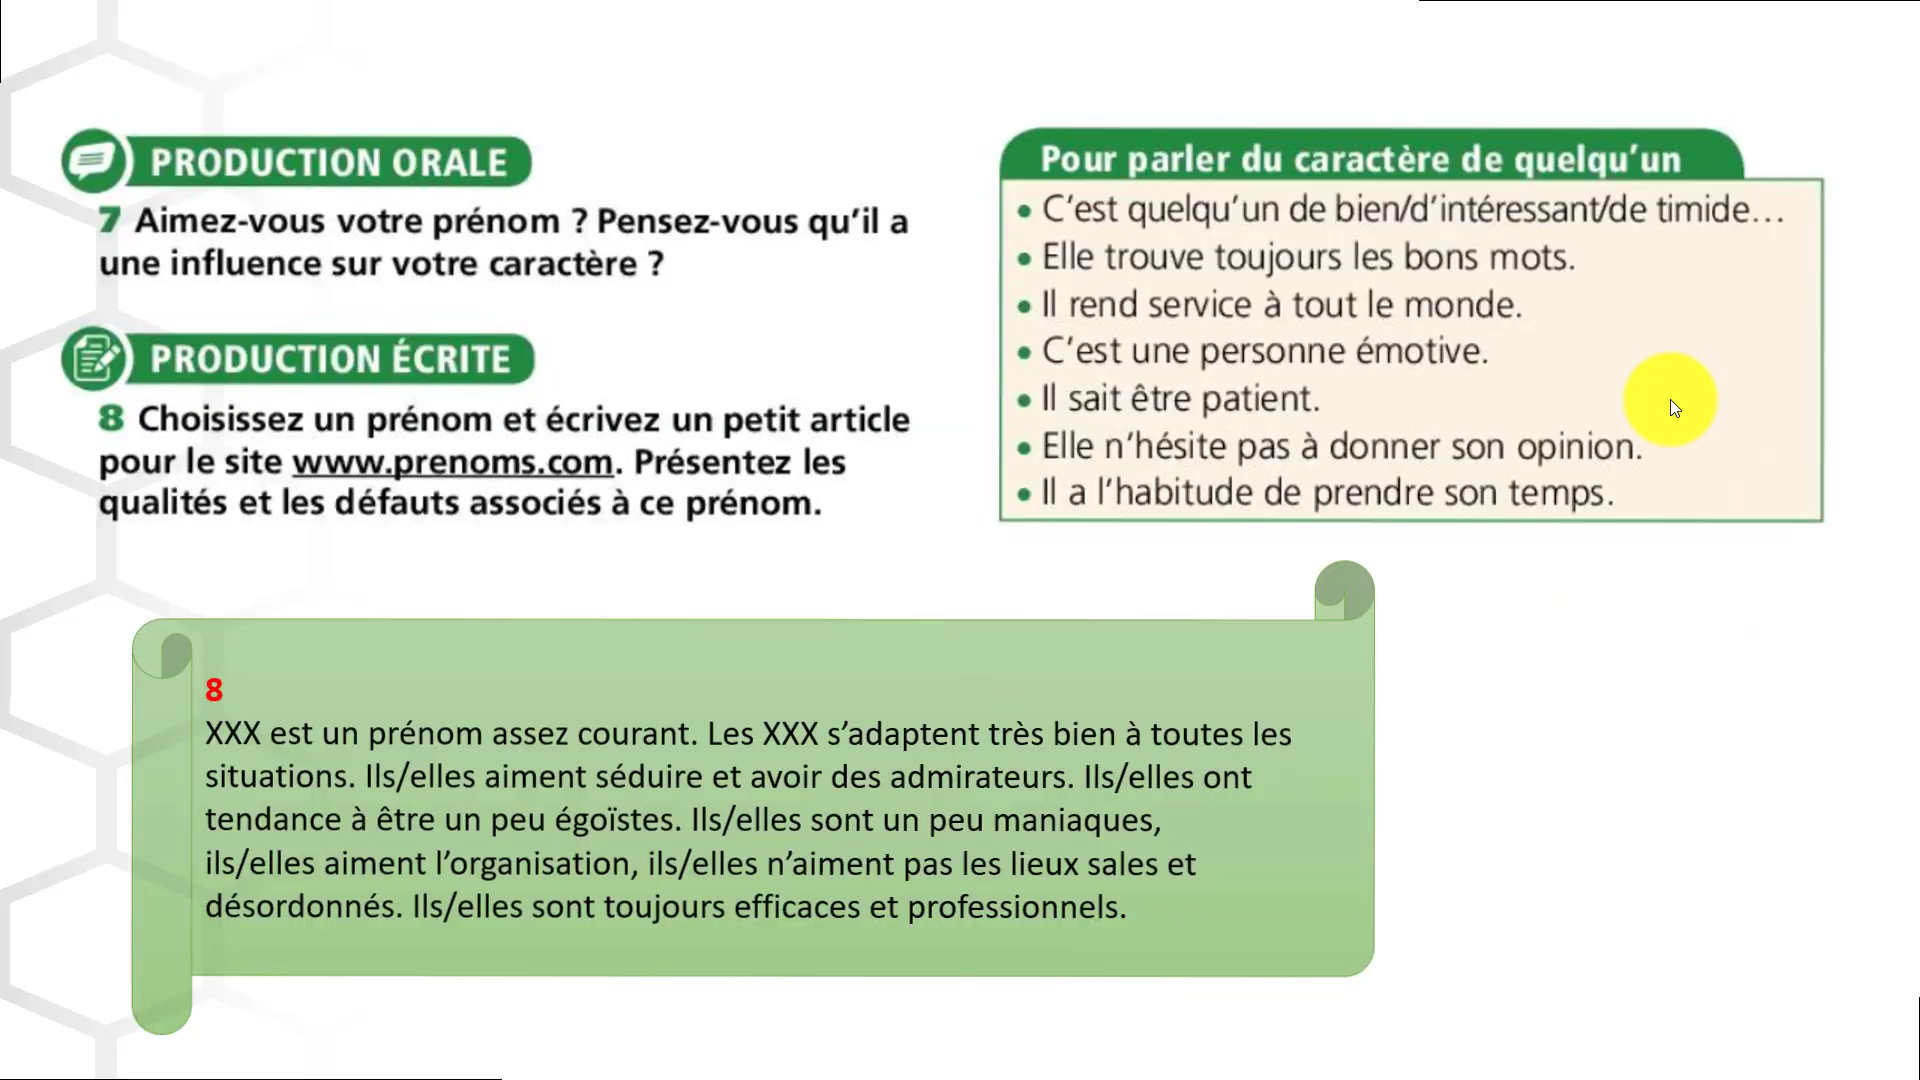 PRODUCTION ORALE
7 Aimez-vous votre prénom ? Pensez-vous qu'il a
une influence sur votre caractère ?
PRODUCTION ÉCRITE
8 Choisissez un prénom et écrivez un petit article
pour le site www.prenoms.com. Présentez les
qualités et les défauts associés à ce prénom.
Pour parler du caractère de quelqu'un
• C'est quelqu'un de bien/d'intéressant/de timide…
• Elle trouve toujours les bons mots.
• Il rend service à tout le monde.
• C'est une personne émotive.
• Il sait être patient.
• Elle n'hésite pas à donner son opinion.
• Il a l'habitude de prendre son temps.
8
XXX est un prénom assez courant. Les XXX s'adaptent très bien à toutes les
situations. Ils/elles aiment séduire et avoir des admirateurs. Ils/elles ont
tendance à être un peu égoïstes. Ils/elles sont un peu maniaques,
ils/elles aiment l'organisation, ils/elles n'aiment pas les lieux sales et
désordonnés. Ils/elles sont toujours efficaces et professionnels.